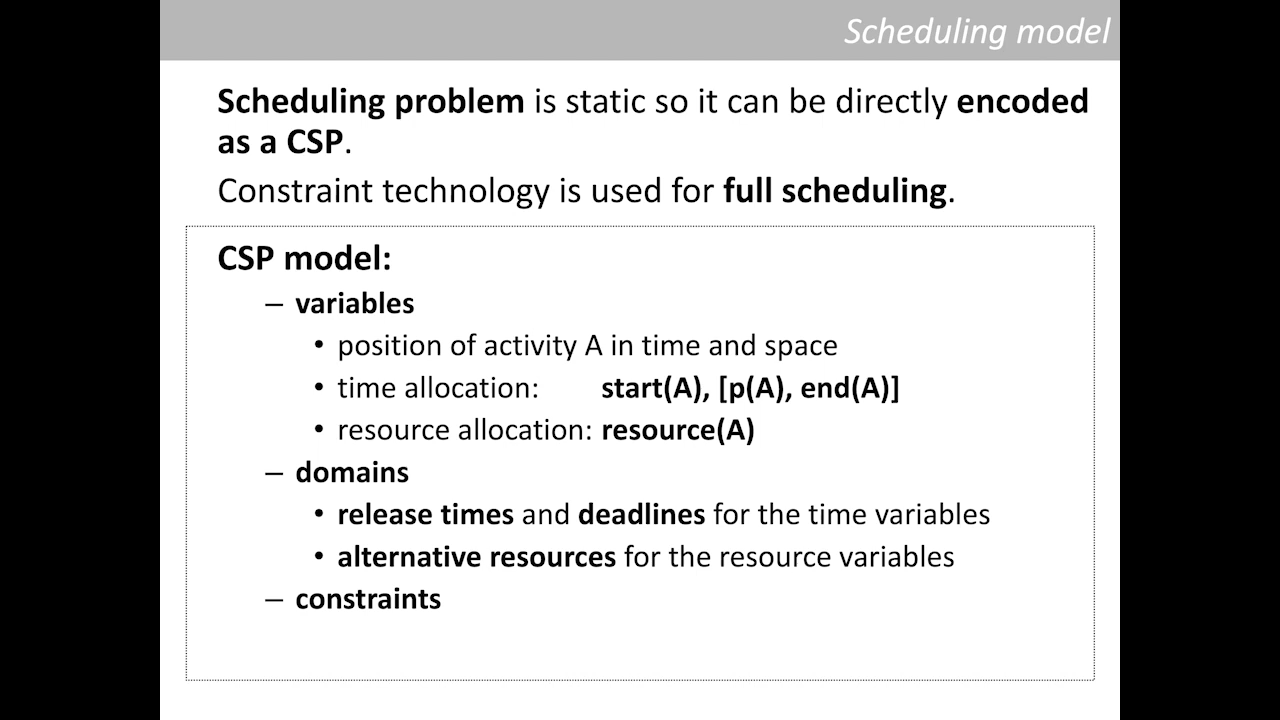 Scheduling model
Scheduling problem is static so it can be directly encoded
as a CSP.
Constraint technology is used for full scheduling.
CSP model:
– variables
• position of activity A in time and space
• time allocation: start(A), [p(A), end(A)]
• resource allocation: resource(A)
– domains
• release times and deadlines for the time variables
• alternative resources for the resource variables
– constraints